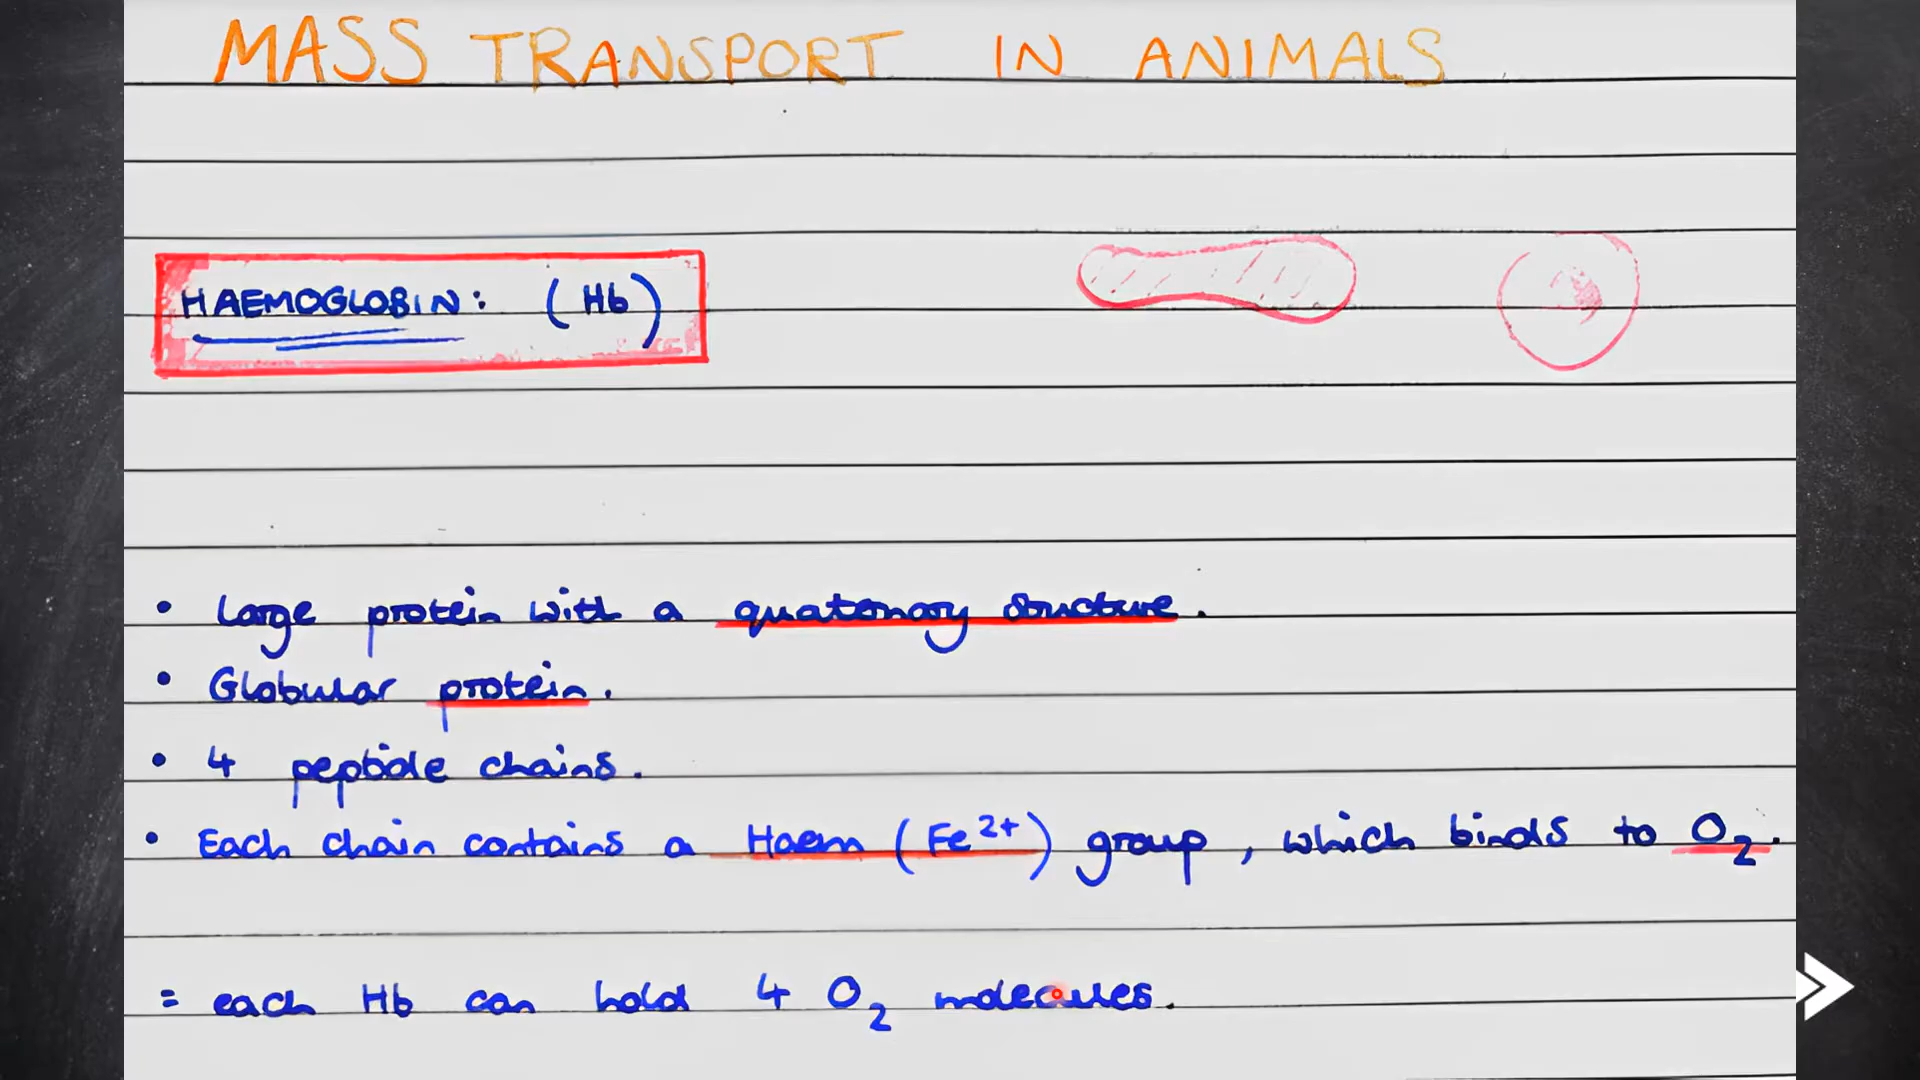 MASS TRANSPORT IN ANIMALS
HAEMOGLOBIN: (Hb)
• Large protein with a quatonary structure.
• Globular protein.
• 4 peptide chains.
• Each chain contains a Haem (Fe²⁺) group, which binds to O₂.
= each Hb can hold 4 O₂ molecules.